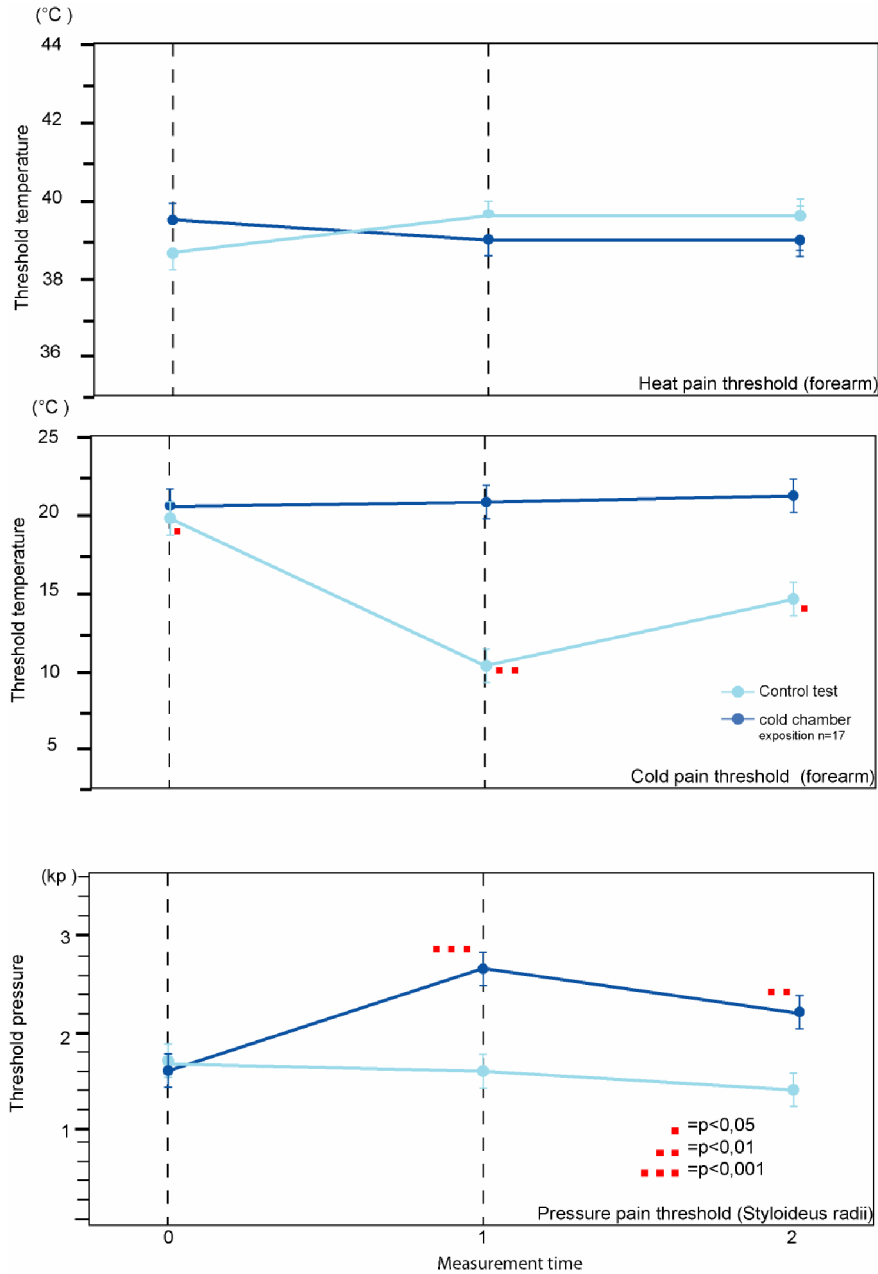 (°C )
44
42
40
38
36
Threshold temperature
Heat pain threshold (forearm)
(°C )
25
20
15
10
5
Threshold temperature
Control test
cold chamber
exposition n=17
Cold pain threshold  (forearm)
(kp )
3
2
1
Threshold pressure
=p<0,05
=p<0,01
=p<0,001
Pressure pain threshold (Styloideus radii)
0 1 2
Measurement time